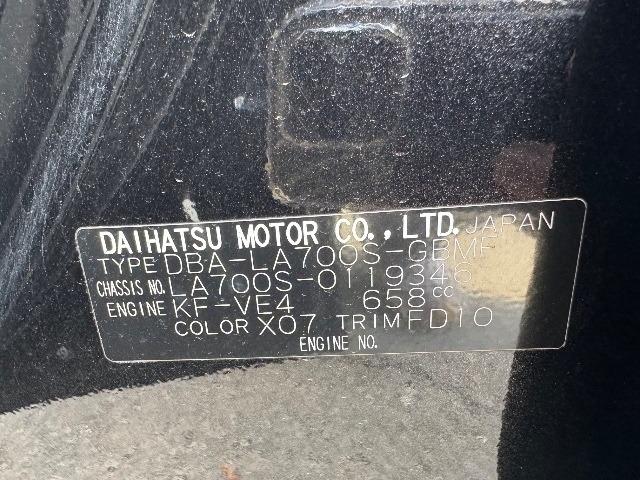 DAIHATSU MOTOR CO., LTD. JAPAN
TYPE DBA-LA700S-GBMF
CHASSIS NO. LA700S-0119346
ENGINE KF-VE4 658cc
COLOR X07 TRIM FD10
ENGINE NO.